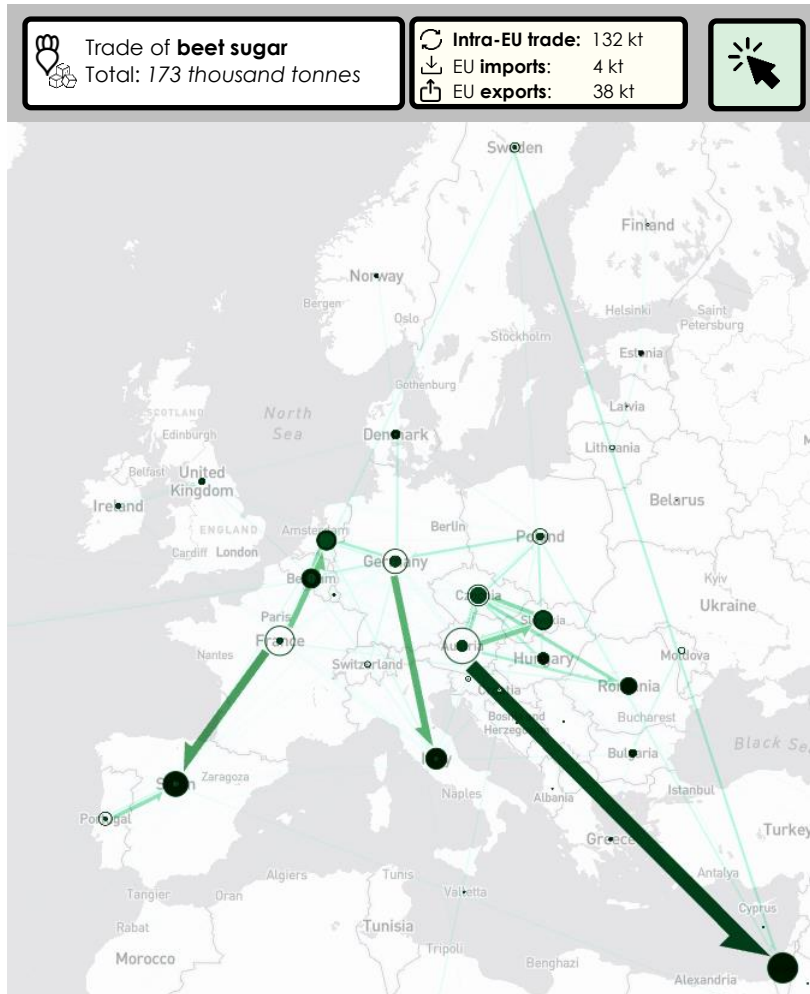 Trade of beet sugar
Total: 173 thousand tonnes
Intra-EU trade: 132 kt
EU imports: 4 kt
EU exports: 38 kt
Sweden
Finland
Norway
Bergen
Oslo
Helsinki
Saint
Petersburg
Stockholm
Estonia
Gothenburg
SCOTLAND
North
Sea
Latvia
Edinburgh
Denmark
Lithuania
Belfast
United
Kingdom
Ireland
Belarus
ENGLAND
Amsterdam
Berlin
Poland
Cardiff
London
Germany
Belgium
Kyiv
Czechia
Ukraine
Paris
Slovakia
France
Austria
Nantes
Switzerland
Hungary
Moldova
Romania
Croatia
Bosnia and
Herzegovina
Bucharest
Black Sea
Italy
Bulgaria
Spain
Zaragoza
Naples
Albania
Istanbul
Portugal
Greece
Turkey
Algiers
Tunis
Antalya
Tangier
Oran
Valletta
Cyprus
Rabat
Tunisia
Tripoli
Morocco
Benghazi
Alexandria